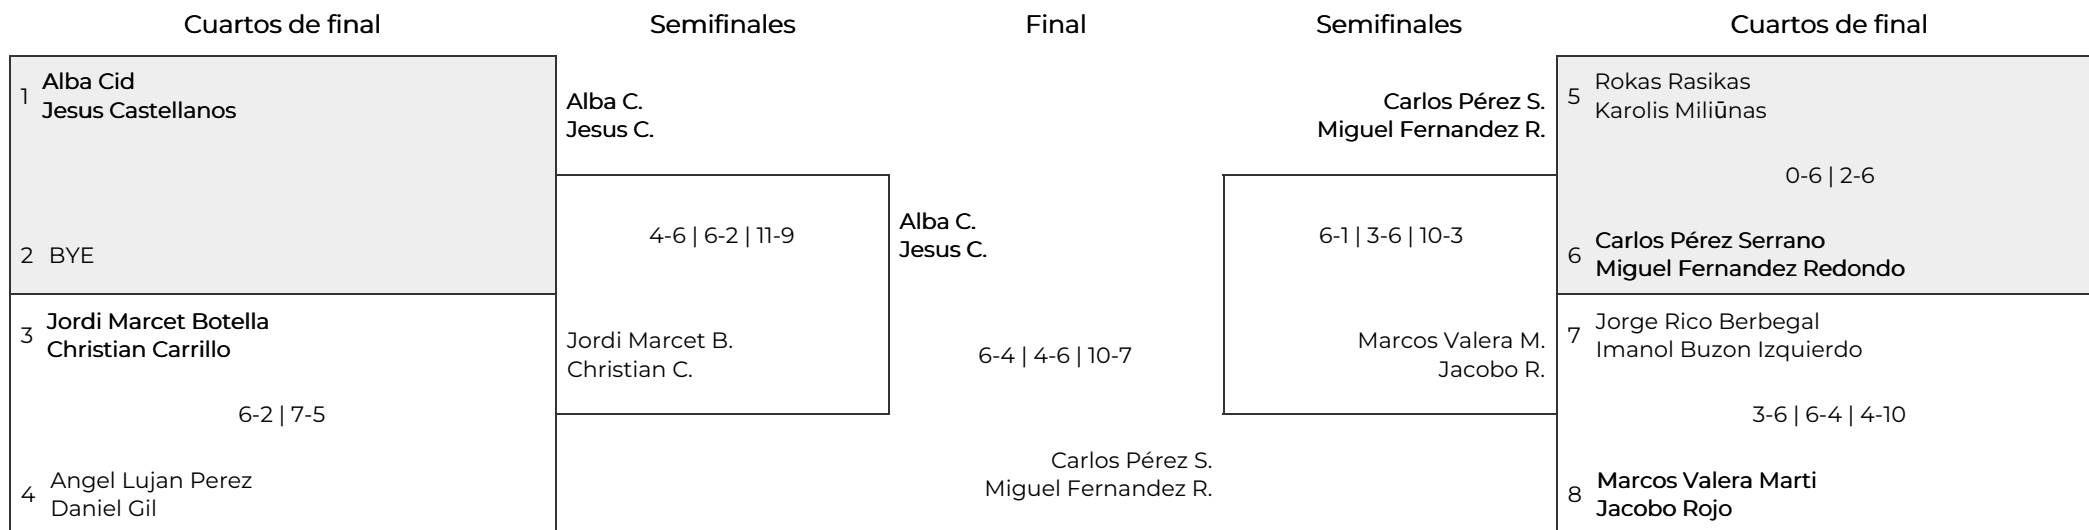 Cuartos de final
Semifinales
Final
Semifinales
Cuartos de final
1
Alba Cid
Jesus Castellanos
2 BYE
3
Jordi Marcet Botella
Christian Carrillo
6-2 | 7-5
4
Angel Lujan Perez
Daniel Gil
Alba C.
Jesus C.
4-6 | 6-2 | 11-9
Jordi Marcet B.
Christian C.
Alba C.
Jesus C.
6-4 | 4-6 | 10-7
Carlos Pérez S.
Miguel Fernandez R.
Carlos Pérez S.
Miguel Fernandez R.
6-1 | 3-6 | 10-3
Marcos Valera M.
Jacobo R.
5
Rokas Rasikas
Karolis Miliūnas
0-6 | 2-6
6
Carlos Pérez Serrano
Miguel Fernandez Redondo
7
Jorge Rico Berbegal
Imanol Buzon Izquierdo
3-6 | 6-4 | 4-10
8
Marcos Valera Marti
Jacobo Rojo